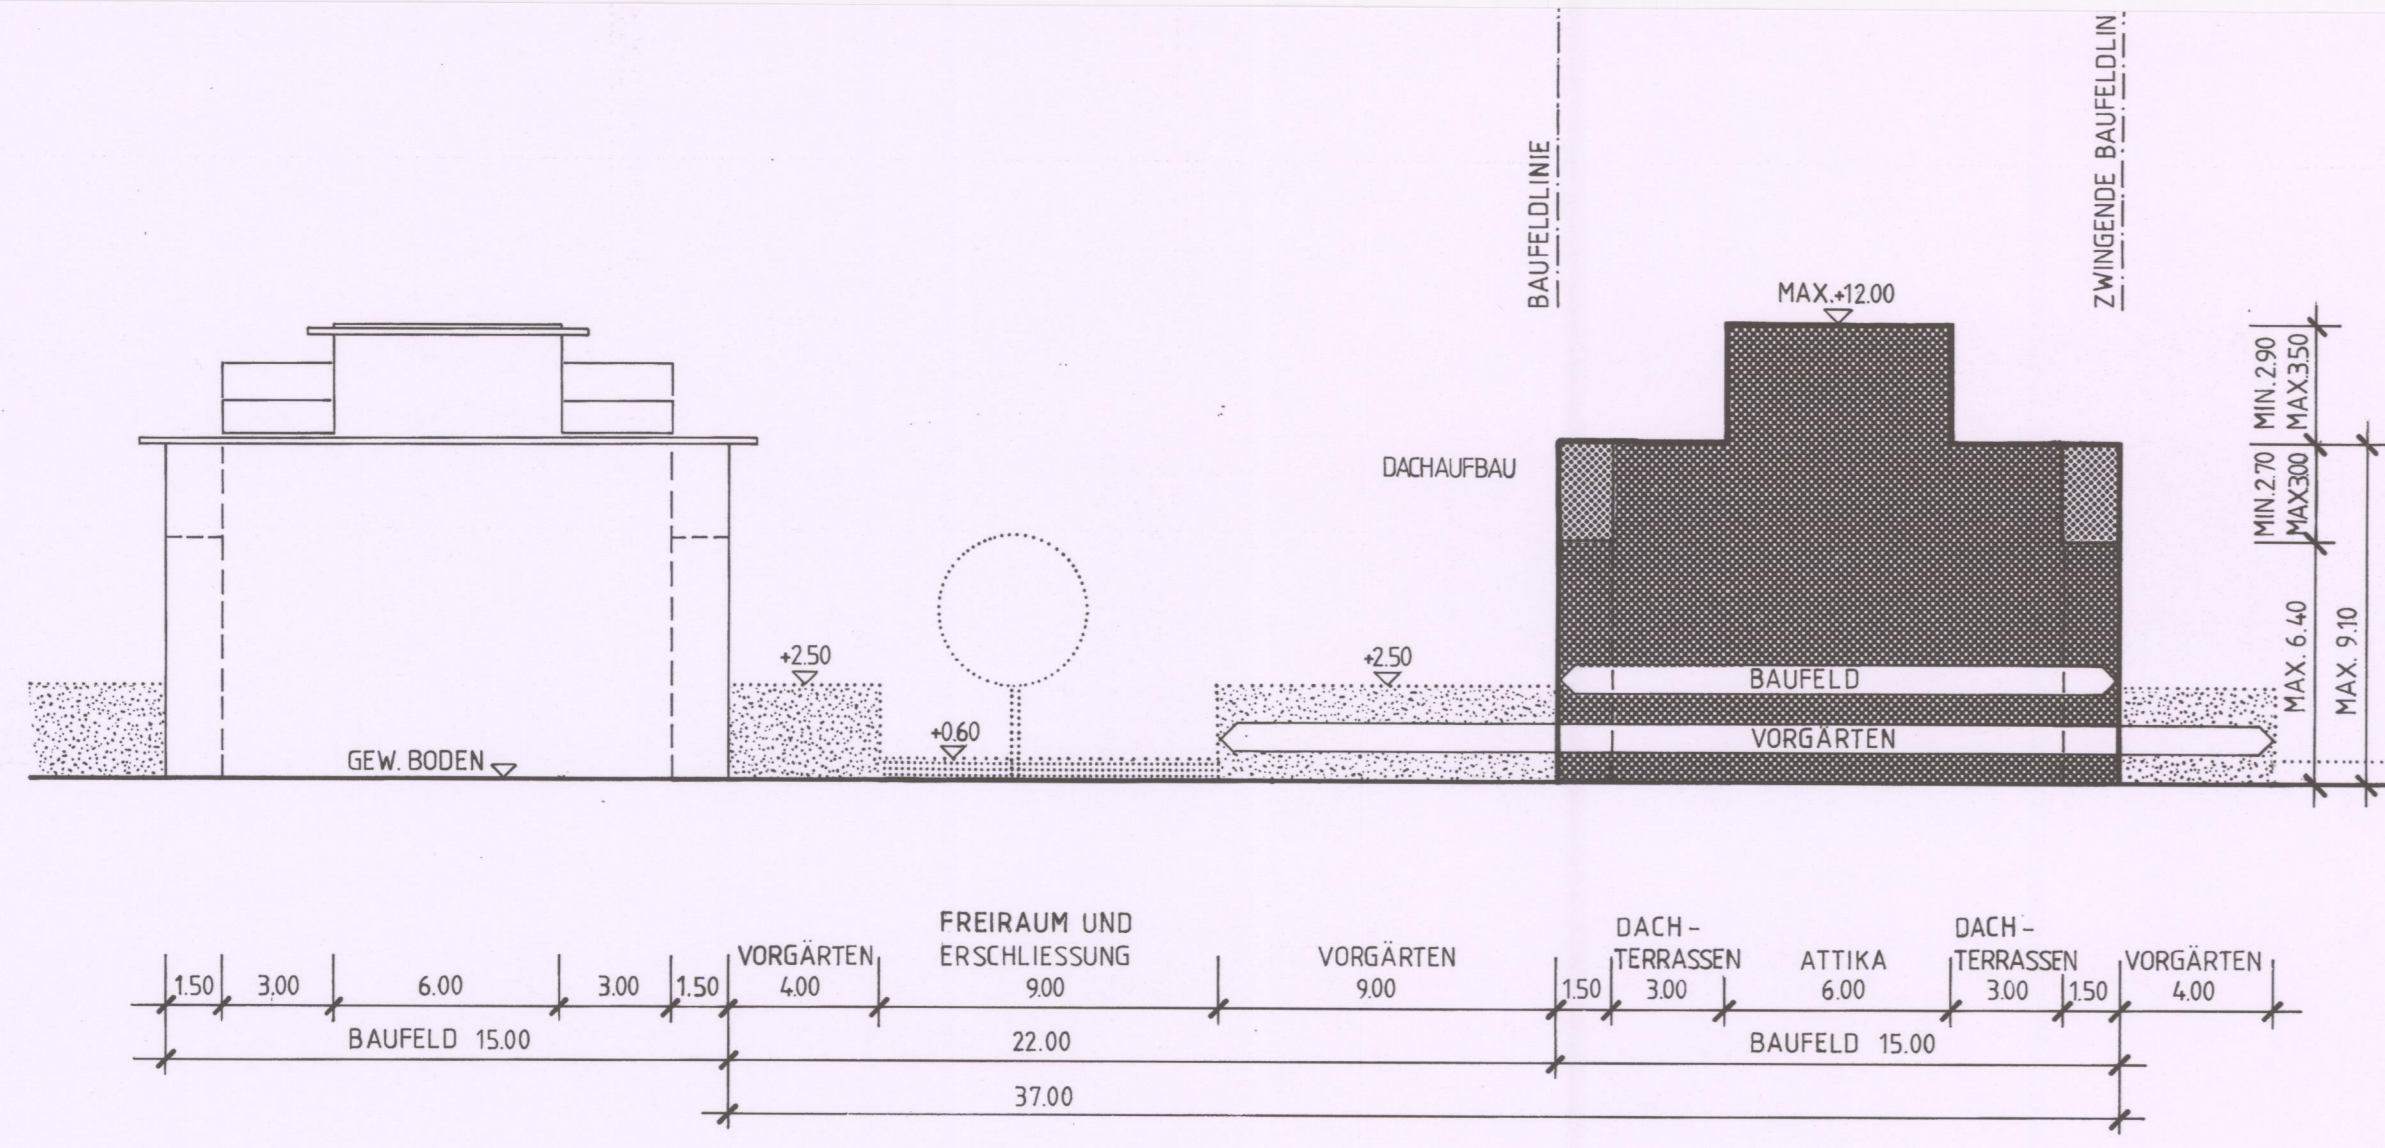 BAUFELDLINIE
ZWINGENDE BAUFELDLIN
MAX.+12.00
MIN.2.90
MAX.3.50
DACHAUFBAU
MIN.2.70
MAX.3.00
MAX. 6.40
MAX. 9.10
+2.50
+2.50
BAUFELD
+0.60
VORGÄRTEN
GEW. BODEN
FREIRAUM UND
ERSCHLIESSUNG
VORGÄRTEN
VORGÄRTEN
DACH-
TERRASSEN
ATTIKA
DACH-
TERRASSEN
VORGÄRTEN
1.50 3.00 6.00 3.00 1.50 4.00 9.00 9.00 1.50 3.00 6.00 3.00 1.50 4.00
BAUFELD 15.00 22.00 BAUFELD 15.00
37.00